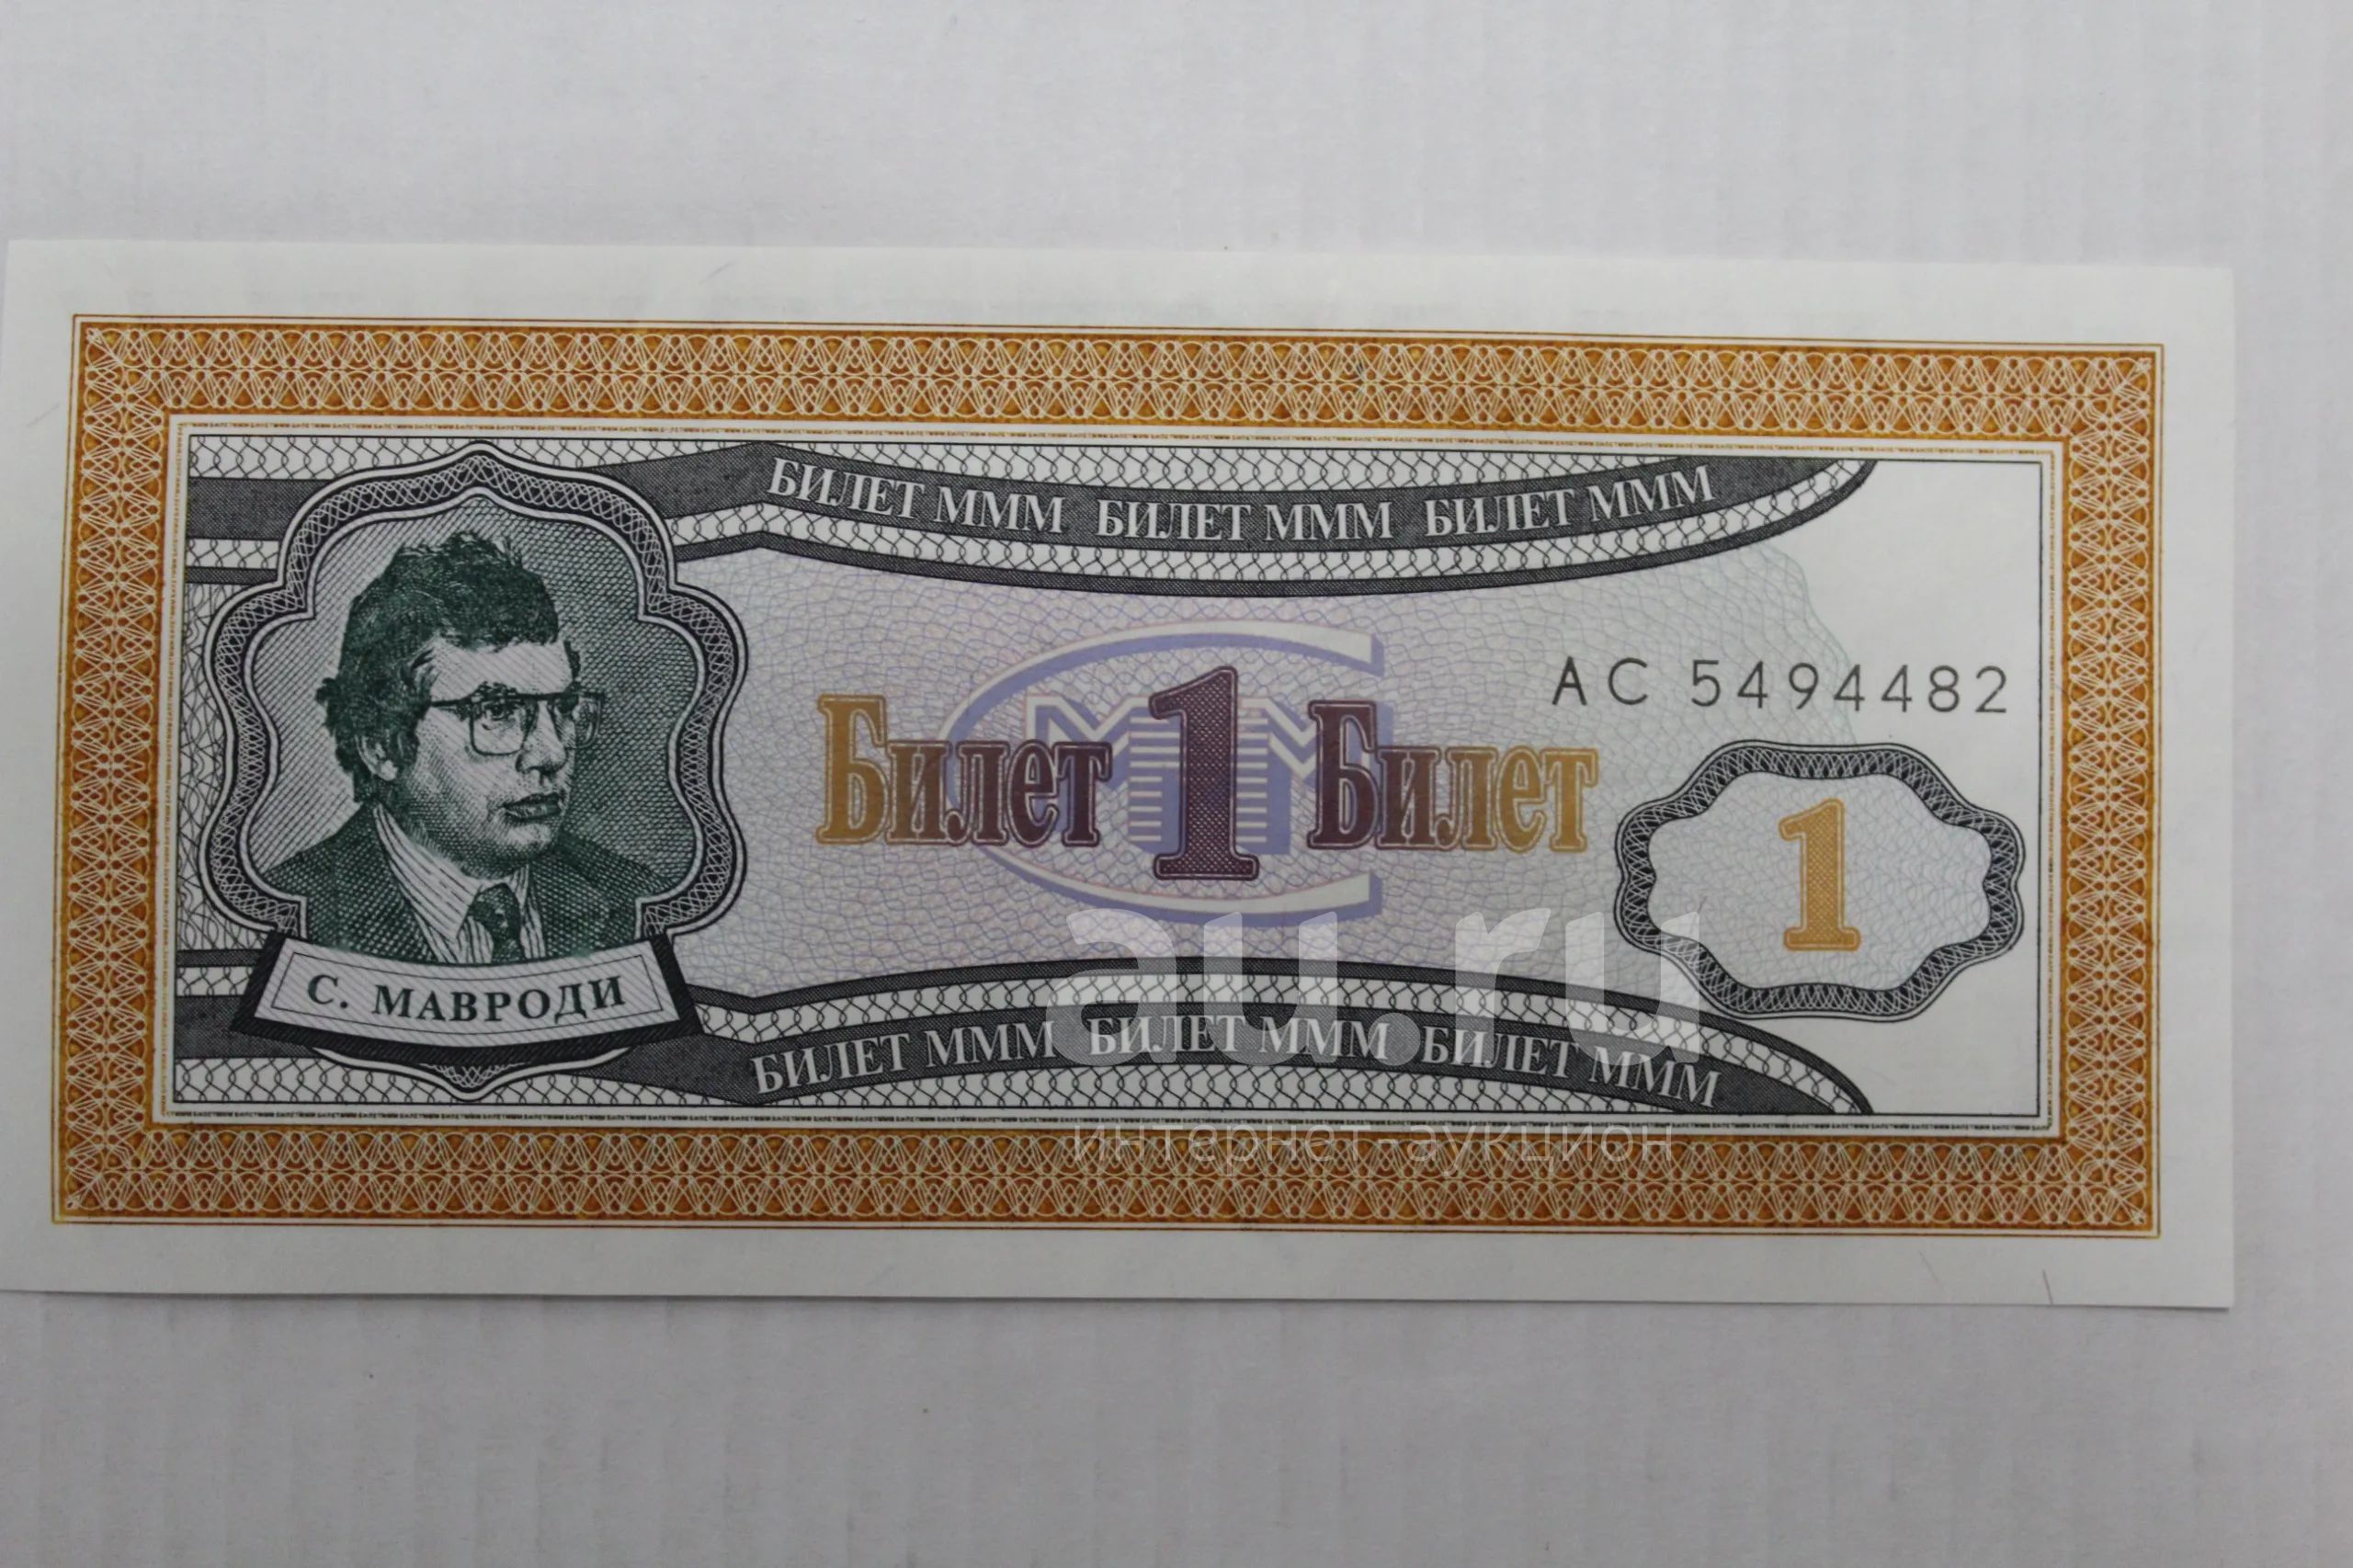 БИЛЕТ МММ БИЛЕТ МММ БИЛЕТ МММ
АС 5494482
Билет 1 Билет
МММ
1
С. МАВРОДИ
БИЛЕТ МММ БИЛЕТ МММ БИЛЕТ МММ
au.ru
интернет-аукцион